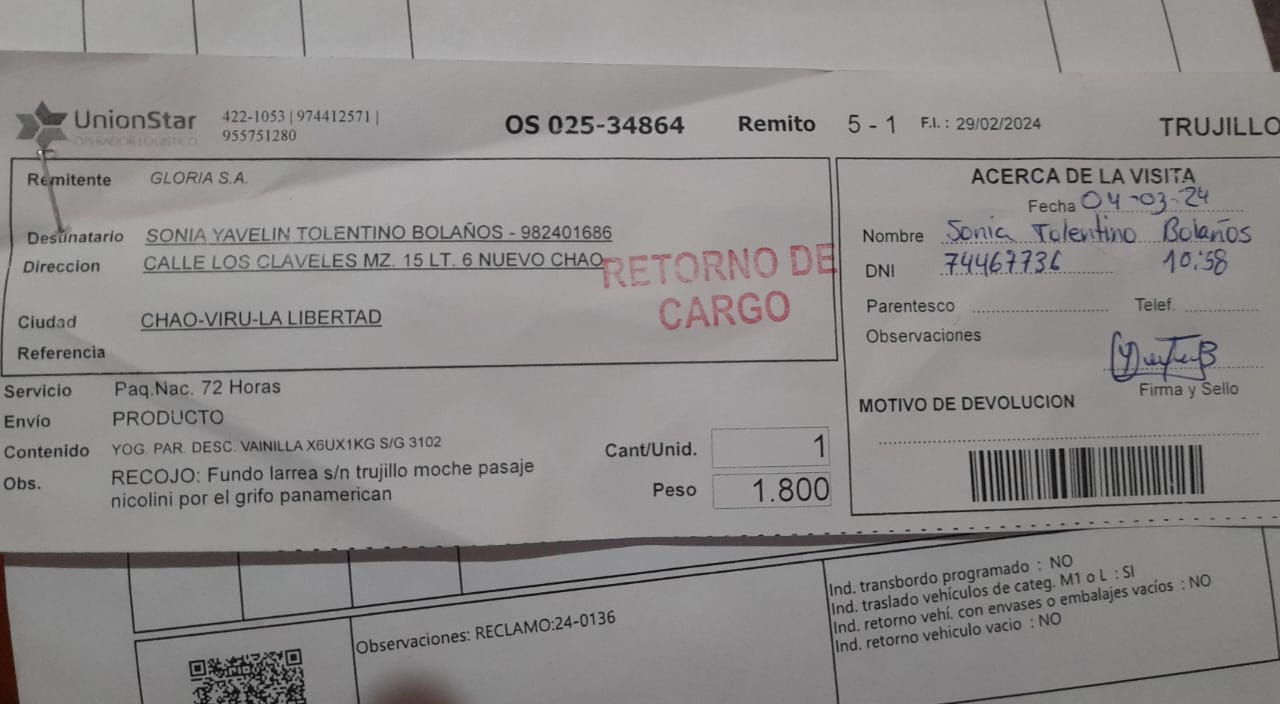 UnionStar
OPERADOR LOGISTICO
422-1053 | 974412571 |
955751280
OS 025-34864
Remito 5 - 1 F.I. : 29/02/2024
TRUJILLO
Remitente GLORIA S.A.
Destinatario SONIA YAVELIN TOLENTINO BOLAÑOS - 982401686
Direccion CALLE LOS CLAVELES MZ. 15 LT. 6 NUEVO CHAO
RETORNO DE
CARGO
Ciudad CHAO-VIRU-LA LIBERTAD
Referencia
Servicio Paq.Nac. 72 Horas
Envío PRODUCTO
Contenido YOG. PAR. DESC. VAINILLA X6UX1KG S/G 3102
Obs. RECOJO: Fundo larrea s/n trujillo moche pasaje
nicolini por el grifo panamerican
Cant/Unid. 1
Peso 1.800
ACERCA DE LA VISITA
Fecha 04-03-24
Nombre Sonia Tolentino Bolaños
DNI 74467736 10:58
Parentesco Telef.
Observaciones
Firma y Sello
MOTIVO DE DEVOLUCION
Observaciones: RECLAMO:24-0136
Ind. transbordo programado : NO
Ind. traslado vehículos de categ. M1 o L : SI
Ind. retorno vehí. con envases o embalajes vacíos : NO
Ind. retorno vehiculo vacio : NO